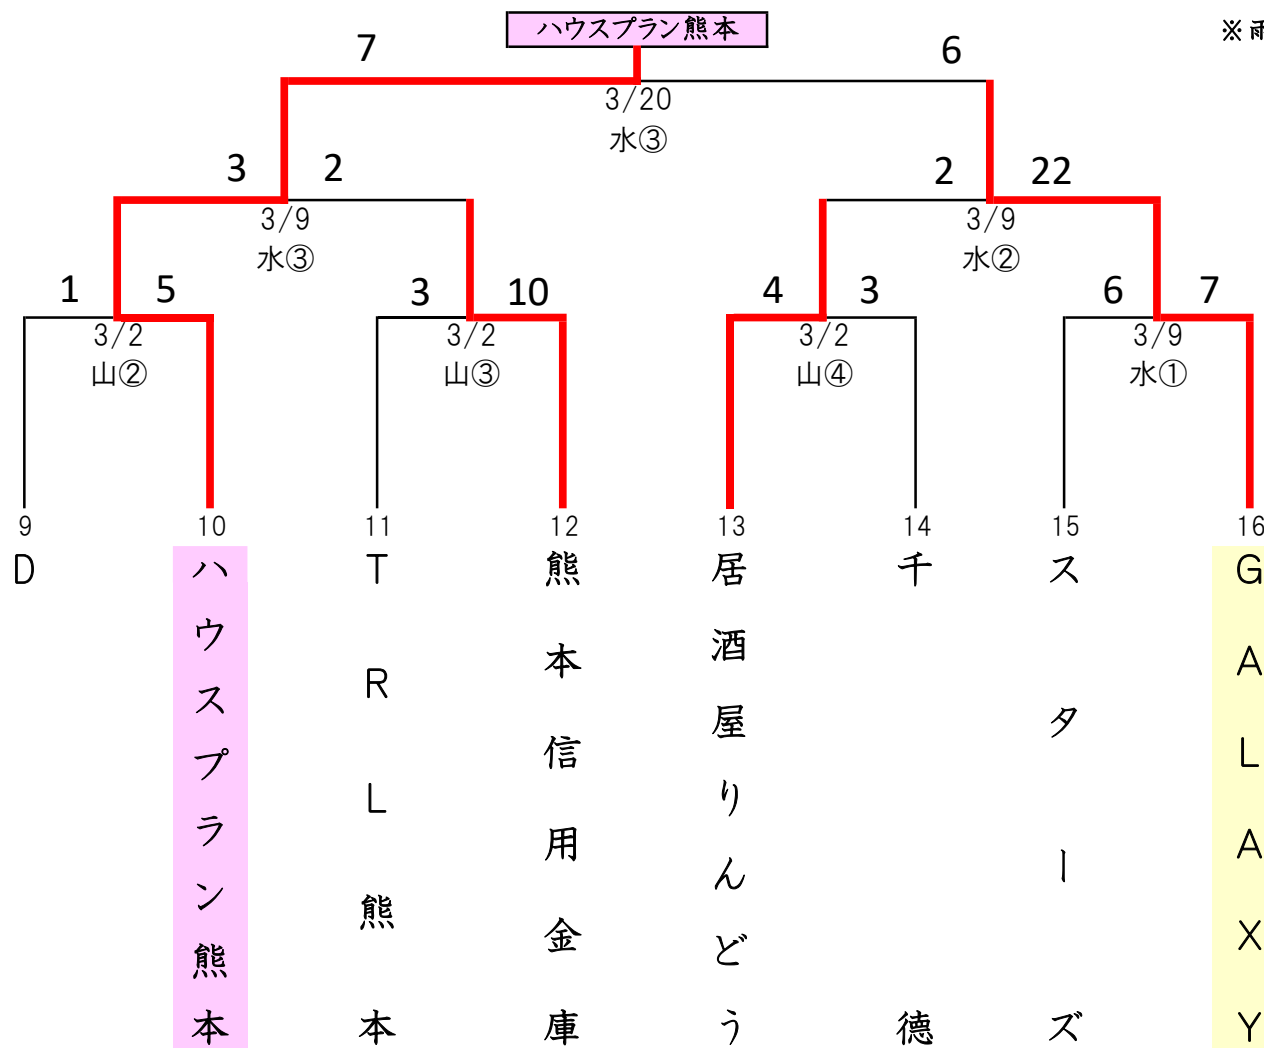 ハウスプラン熊本
※雨
7
6
3/20
水③
3
2
2
22
3/9
水③
3/9
水②
1
5
3
10
4
3
6
7
3/2
山②
3/2
山③
3/2
山④
3/9
水①
9
10
11
12
13
14
15
16
D
ハウスプラン熊本
TRL熊本
熊本信用金庫
居酒屋りんどう
千徳
スターズ
GALAXY